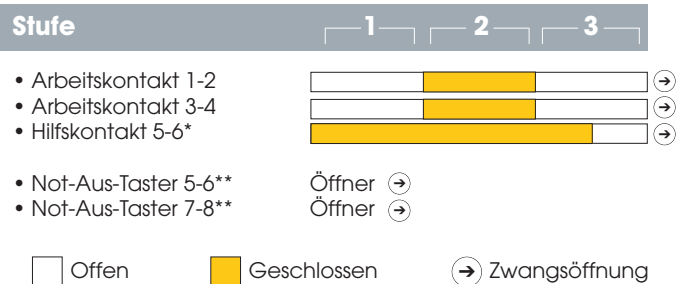 Stufe 1 2 3
• Arbeitskontakt 1-2
• Arbeitskontakt 3-4
• Hilfskontakt 5-6*
• Not-Aus-Taster 5-6** Öffner
• Not-Aus-Taster 7-8** Öffner
Offen Geschlossen Zwangsöffnung